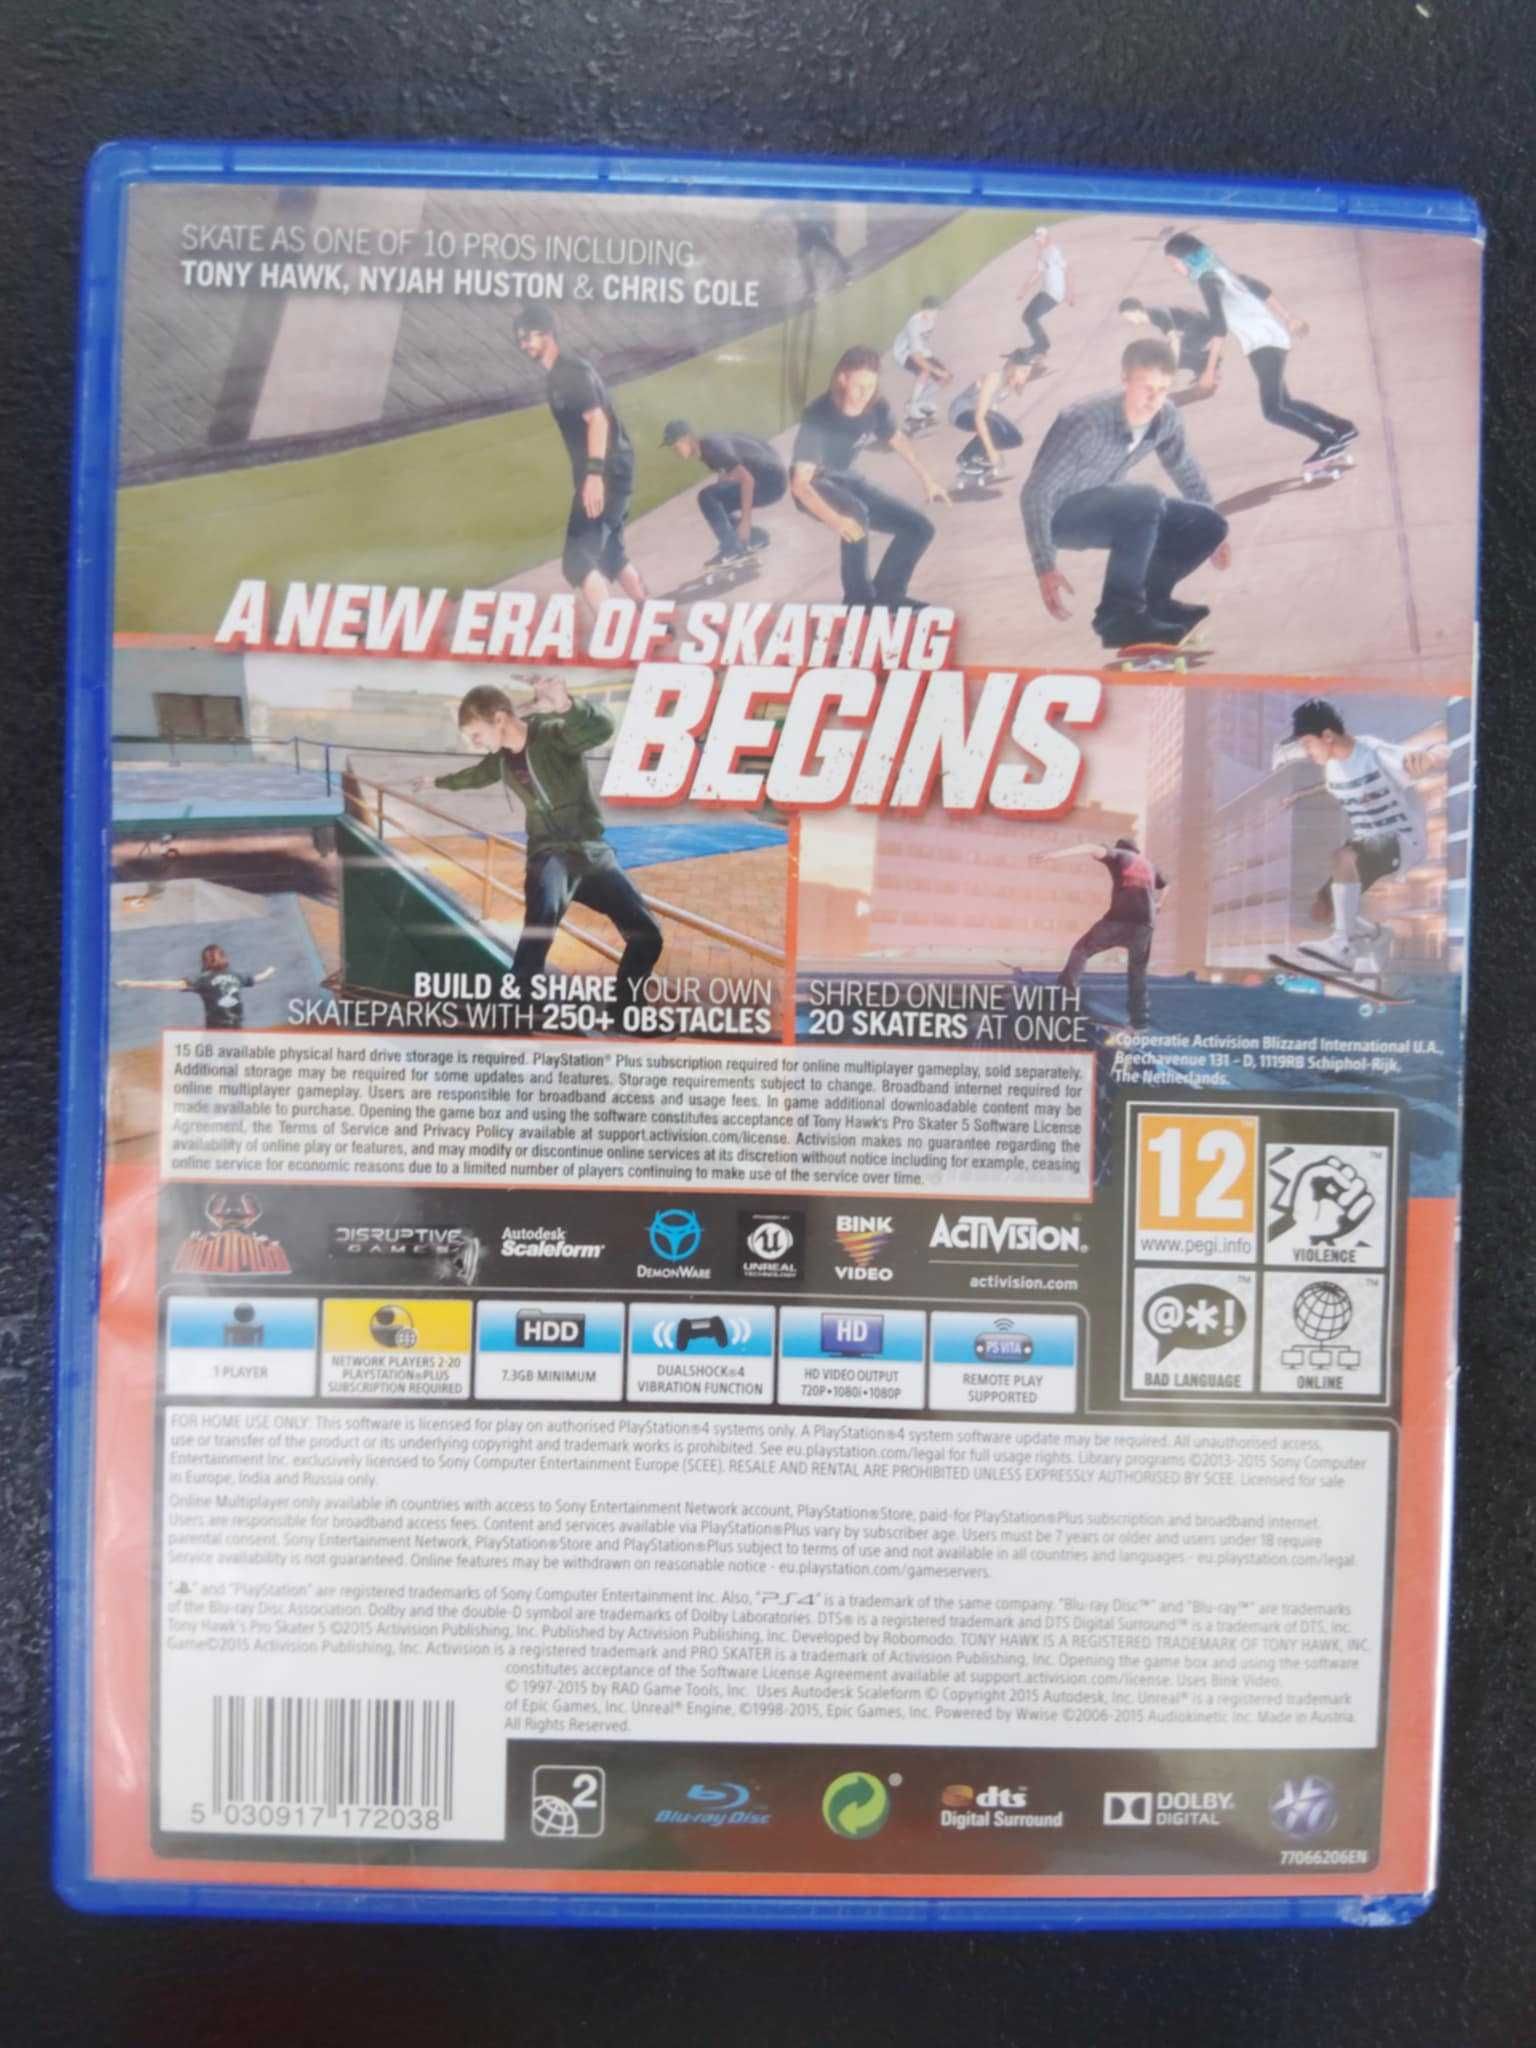 SKATE AS ONE OF 10 PROS INCLUDING
TONY HAWK, NYJAH HUSTON & CHRIS COLE
A NEW ERA OF SKATING
BEGINS
BUILD & SHARE YOUR OWN
SKATEPARKS WITH 250+ OBSTACLES
SHRED ONLINE WITH
20 SKATERS AT ONCE
15 GB available physical hard drive storage is required. PlayStation® Plus subscription required for online multiplayer gameplay, sold separately.
Additional storage may be required for some updates and features. Storage requirements subject to change. Broadband internet required for
online multiplayer gameplay. Users are responsible for broadband access and usage fees. In game additional downloadable content may be
made available to purchase. Opening the game box and using the software constitutes acceptance of Tony Hawk's Pro Skater 5 Software License
Agreement, the Terms of Service and Privacy Policy available at support.activision.com/license. Activision makes no guarantee regarding the
availability of online play or features, and may modify or discontinue online services at its discretion without notice including for example, ceasing
online service for economic reasons due to a limited number of players continuing to make use of the service over time.
Cooperatie Activision Blizzard International U.A.,
Beechavenue 131 - D, 1119RB Schiphol-Rijk,
The Netherlands.
12
www.pegi.info
VIOLENCE
@*!
BAD LANGUAGE
ONLINE
DISRUPTIVE
GAMES
Autodesk®
Scaleform®
DEMONWARE
POWERED BY
UNREAL
TECHNOLOGY
BINK
VIDEO
ACTIVISION®
activision.com
1 PLAYER
NETWORK PLAYERS 2-20
PLAYSTATION®PLUS
SUBSCRIPTION REQUIRED
HDD
7.3GB MINIMUM
DUALSHOCK®4
VIBRATION FUNCTION
HD
HD VIDEO OUTPUT
720P•1080i•1080P
PS VITA
REMOTE PLAY
SUPPORTED
FOR HOME USE ONLY: This software is licensed for play on authorised PlayStation®4 systems only. A PlayStation®4 system software update may be required. All unauthorised access,
use or transfer of the product or its underlying copyright and trademark works is prohibited. See eu.playstation.com/legal for full usage rights. Library programs ©2013-2015 Sony Computer
Entertainment Inc. exclusively licensed to Sony Computer Entertainment Europe (SCEE). RESALE AND RENTAL ARE PROHIBITED UNLESS EXPRESSLY AUTHORISED BY SCEE. Licensed for sale
in Europe, India and Russia only.
Online Multiplayer only available in countries with access to Sony Entertainment Network account, PlayStation®Store, paid-for PlayStation®Plus subscription and broadband internet.
Users are responsible for broadband access fees. Content and services available via PlayStation®Plus vary by subscriber age. Users must be 7 years or older and users under 18 require
parental consent. Sony Entertainment Network, PlayStation®Store and PlayStation®Plus subject to terms of use and not available in all countries and languages - eu.playstation.com/legal.
Service availability is not guaranteed. Online features may be withdrawn on reasonable notice - eu.playstation.com/gameservers.
" " and "PlayStation" are registered trademarks of Sony Computer Entertainment Inc. Also, "PS4" is a trademark of the same company. "Blu-ray Disc™" and "Blu-ray™" are trademarks
of the Blu-ray Disc Association. Dolby and the double-D symbol are trademarks of Dolby Laboratories. DTS® is a registered trademark and DTS Digital Surround™ is a trademark of DTS, Inc.
Tony Hawk's Pro Skater 5 ©2015 Activision Publishing, Inc. Published by Activision Publishing, Inc. Developed by Robomodo. TONY HAWK IS A REGISTERED TRADEMARK OF TONY HAWK, INC.
Game©2015 Activision Publishing, Inc. Activision is a registered trademark and PRO SKATER is a trademark of Activision Publishing, Inc. Opening the game box and using the software
constitutes acceptance of the Software License Agreement available at support.activision.com/license. Uses Bink Video.
© 1997-2015 by RAD Game Tools, Inc. Uses Autodesk Scaleform © Copyright 2015 Autodesk, Inc. Unreal® is a registered trademark
of Epic Games, Inc. Unreal® Engine, ©1998-2015, Epic Games, Inc. Powered by Wwise ©2006-2015 Audiokinetic Inc. Made in Austria.
All Rights Reserved.
5 030917 172038
2
Blu-ray Disc
dts
Digital Surround
DOLBY
DIGITAL
77066206EN